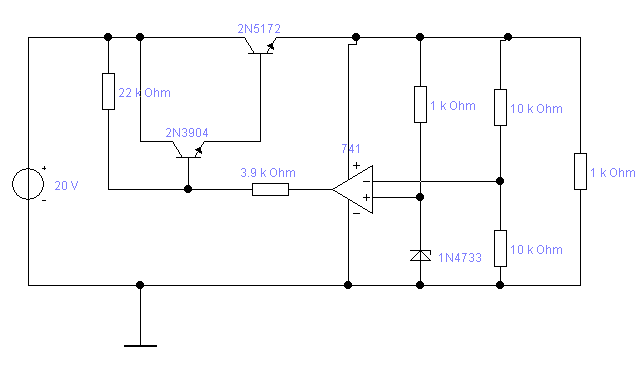 2N5172
22 k Ohm
1 k Ohm
10 k Ohm
2N3904
741
+
3.9 k Ohm
−
1 k Ohm
+
20 V
+
−
−
10 k Ohm
1N4733